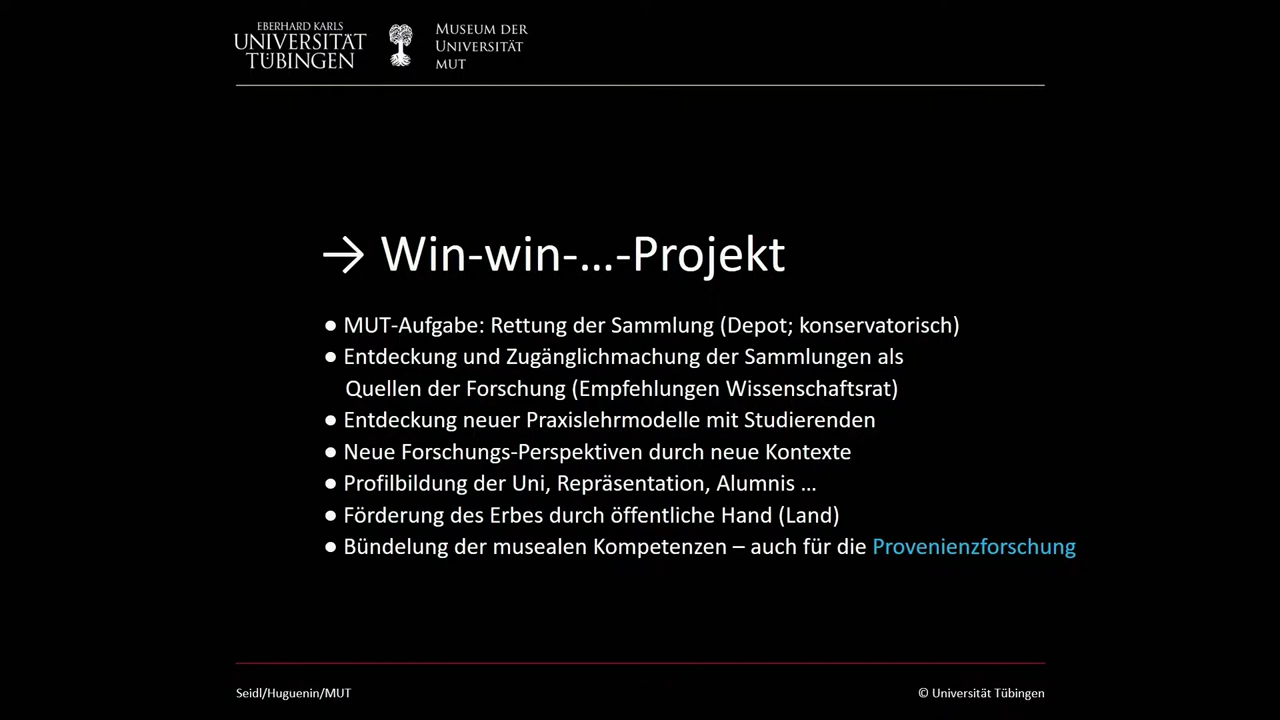 EBERHARD KARLS
UNIVERSITÄT
TÜBINGEN
MUSEUM DER
UNIVERSITÄT
MUT
→ Win-win-...-Projekt
● MUT-Aufgabe: Rettung der Sammlung (Depot; konservatorisch)
● Entdeckung und Zugänglichmachung der Sammlungen als
Quellen der Forschung (Empfehlungen Wissenschaftsrat)
● Entdeckung neuer Praxislehrmodelle mit Studierenden
● Neue Forschungs-Perspektiven durch neue Kontexte
● Profilbildung der Uni, Repräsentation, Alumnis ...
● Förderung des Erbes durch öffentliche Hand (Land)
● Bündelung der musealen Kompetenzen – auch für die Provenienzforschung
Seidl/Huguenin/MUT
© Universität Tübingen